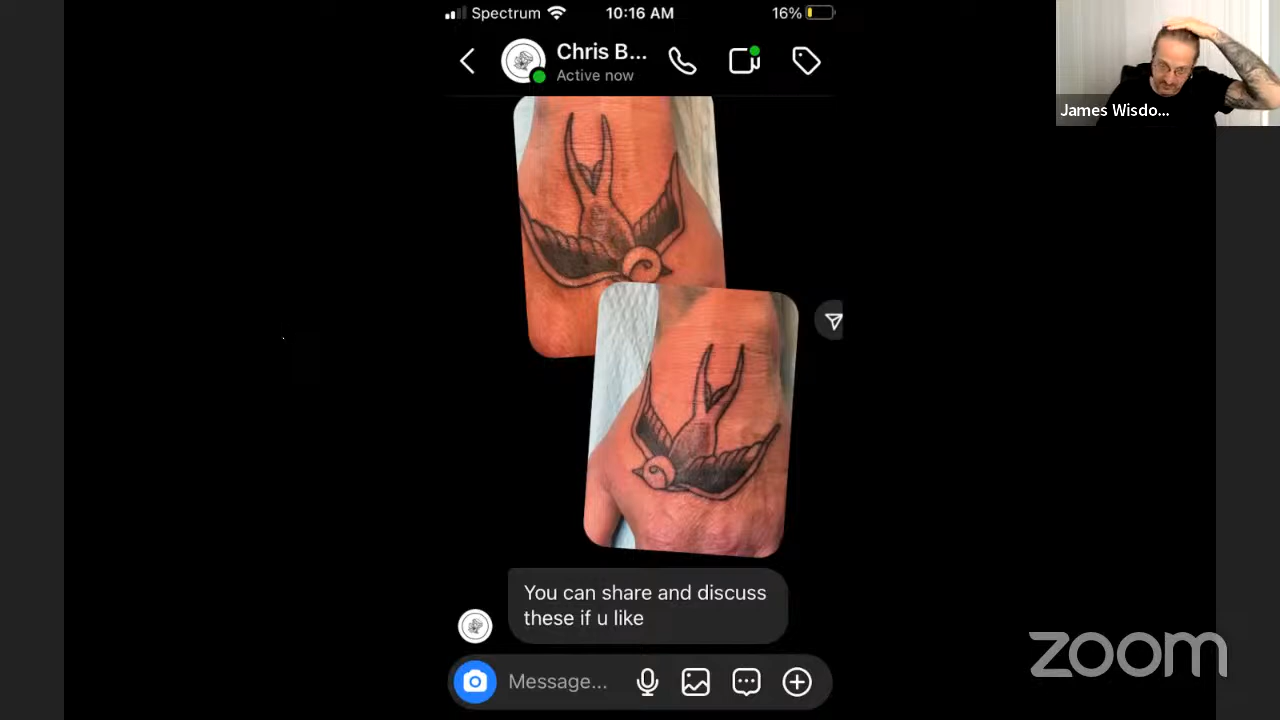 Spectrum 10:16 AM 16%
Chris B...
Active now
James Wisdo...
You can share and discuss
these if u like
Message...
zoom